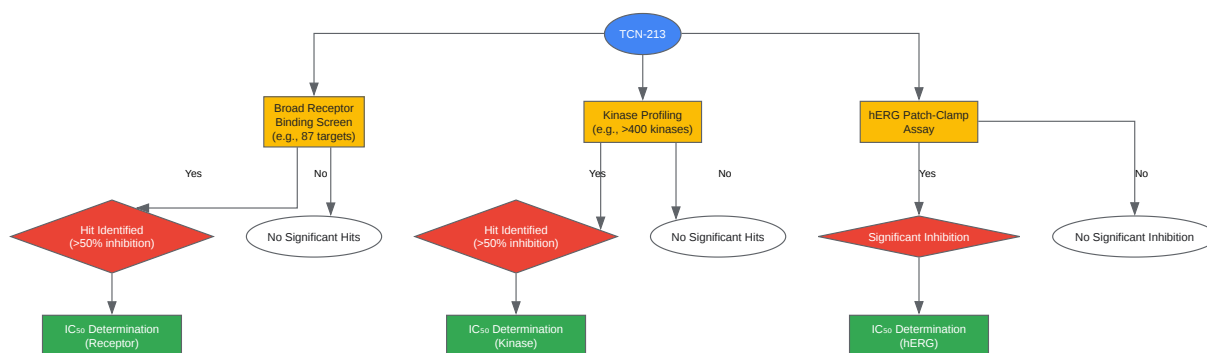 TCN-213
Broad Receptor
Binding Screen
(e.g., 87 targets)
Kinase Profiling
(e.g., >400 kinases)
hERG Patch-Clamp
Assay
Yes
No
Yes
No
Yes
No
Hit Identified
(>50% inhibition)
No Significant Hits
Hit Identified
(>50% inhibition)
No Significant Hits
Significant Inhibition
No Significant Inhibition
IC₅₀ Determination
(Receptor)
IC₅₀ Determination
(Kinase)
IC₅₀ Determination
(hERG)